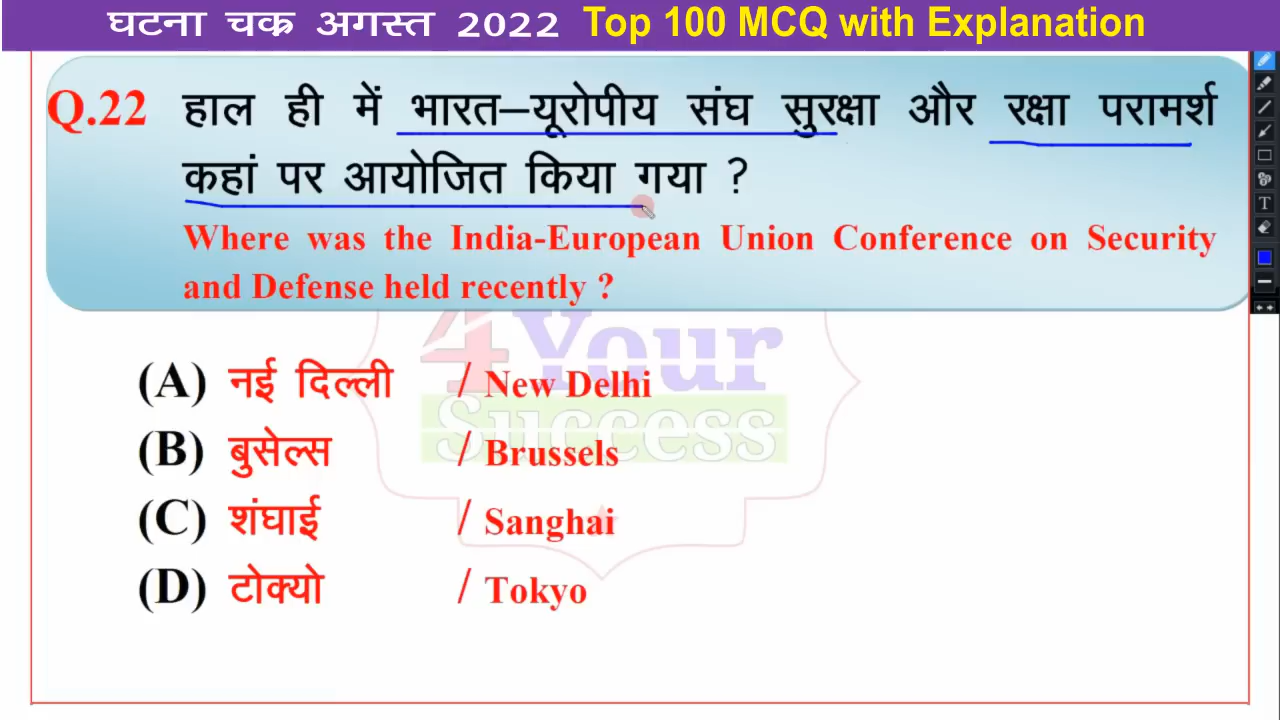 घटना चक्र अगस्त 2022 Top 100 MCQ with Explanation
Q.22 हाल ही में भारत–यूरोपीय संघ सुरक्षा और रक्षा परामर्श
कहां पर आयोजित किया गया ?
Where was the India-European Union Conference on Security
and Defense held recently ?
4Your
Success
(A) नई दिल्ली / New Delhi
(B) बुसेल्स / Brussels
(C) शंघाई / Sanghai
(D) टोक्यो / Tokyo